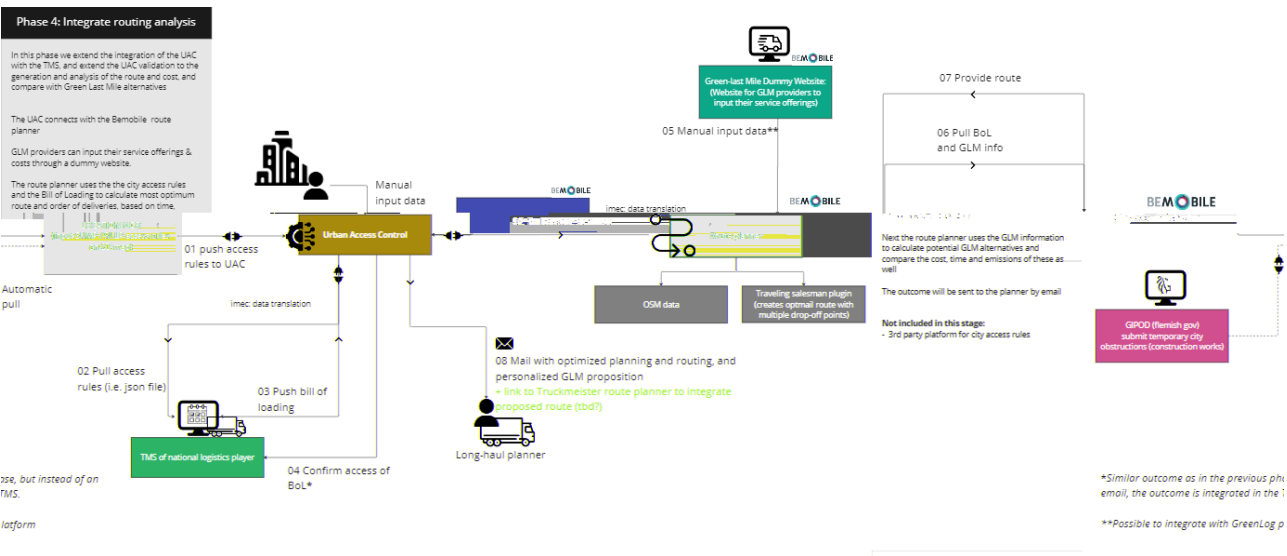 Phase 4: Integrate routing analysis
In this phase we extend the integration of the UAC
with the TMS, and extend the UAC validation to the
generation and analysis of the route and cost, and
compare with Green Last Mile alternatives
The UAC connects with the Bemobile route
planner
GLM providers can input their service offerings &
costs through a dummy website.
The route planner uses the the city access rules
and the Bill of Loading to calculate most optimum
route and order of deliveries, based on time,
01 push access
rules to UAC
Automatic
pull
Manual
input data
Urban Access Control
imec: data translation
02 Pull access
rules (i.e. json file)
03 Push bill of
loading
TMS of national logistics player
04 Confirm access of
BoL*
BEMOBILE
imec: data translation
BEMOBILE
Green-last Mile Dummy Website:
(Website for GLM providers to
input their service offerings)
05 Manual input data**
BEMOBILE
OSM data
Traveling salesman plugin
(creates optmail route with
multiple drop-off points)
08 Mail with optimized planning and routing, and
personalized GLM proposition
+ link to Truckmeister route planner to integrate
proposed route (tbd?)
Long-haul planner
07 Provide route
06 Pull BoL
and GLM info
Next the route planner uses the GLM information
to calculate potential GLM alternatives and
compare the cost, time and emissions of these as
well
The outcome will be sent to the planner by email
Not included in this stage:
- 3rd party platform for city access rules
BEMOBILE
GIPOD (flemish gov)
submit temporary city
obstructions (construction works)
ose, but instead of an
TMS.
latform
*Similar outcome as in the previous pha
email, the outcome is integrated in the T
**Possible to integrate with GreenLog p